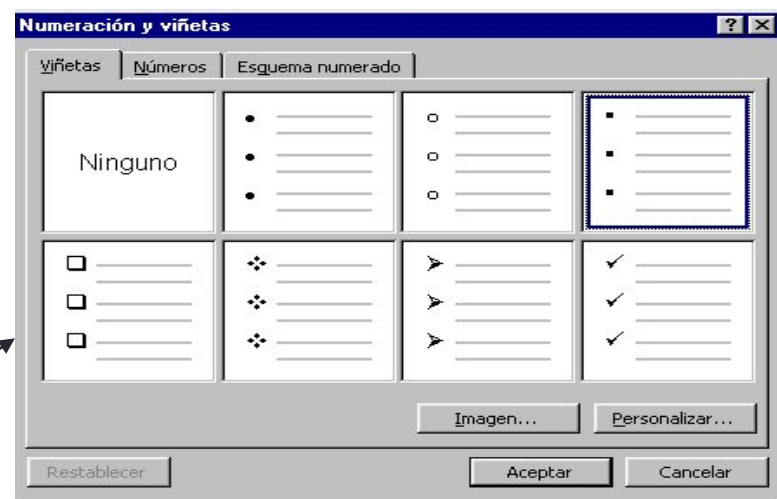 Numeración y viñetas
Viñetas Números Esquema numerado
Ninguno
Imagen... Personalizar...
Restablecer Aceptar Cancelar